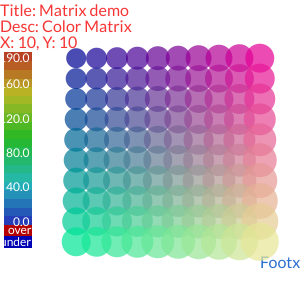 Title: Matrix demo
Desc: Color Matrix
X: 10, Y: 10
90.0
60.0
20.0
80.0
40.0
0.0
over
under
Footx